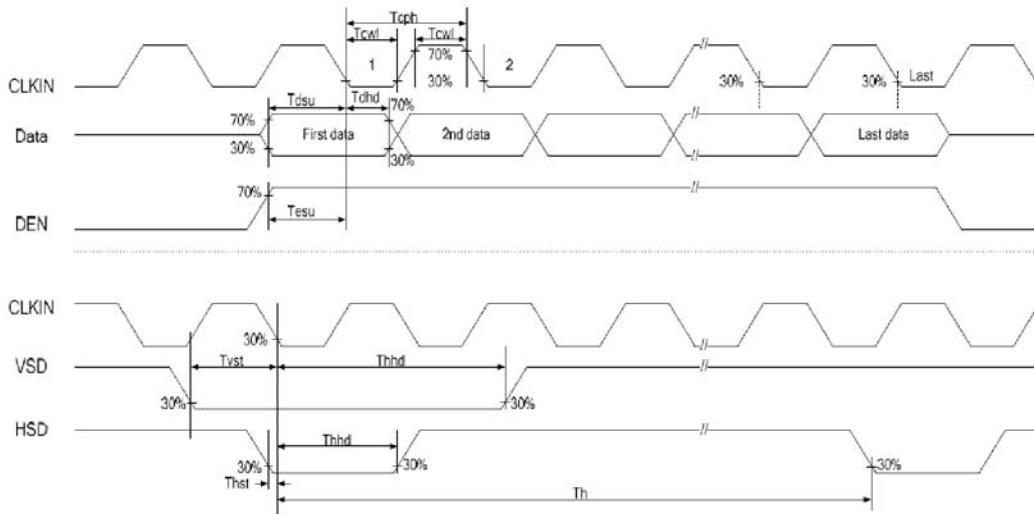 Tcph
Tcwl Tcwl
1 70% 2
CLKIN 30% 30% 30% Last
Tdsu Tdhd 70%
70%
Data First data 2nd data Last data
30% 30%
70%
DEN Tesu
CLKIN
30%
Tvst Thhd
VSD
30% 30%
HSD
Thhd
30% 30% 30%
Thst
Th